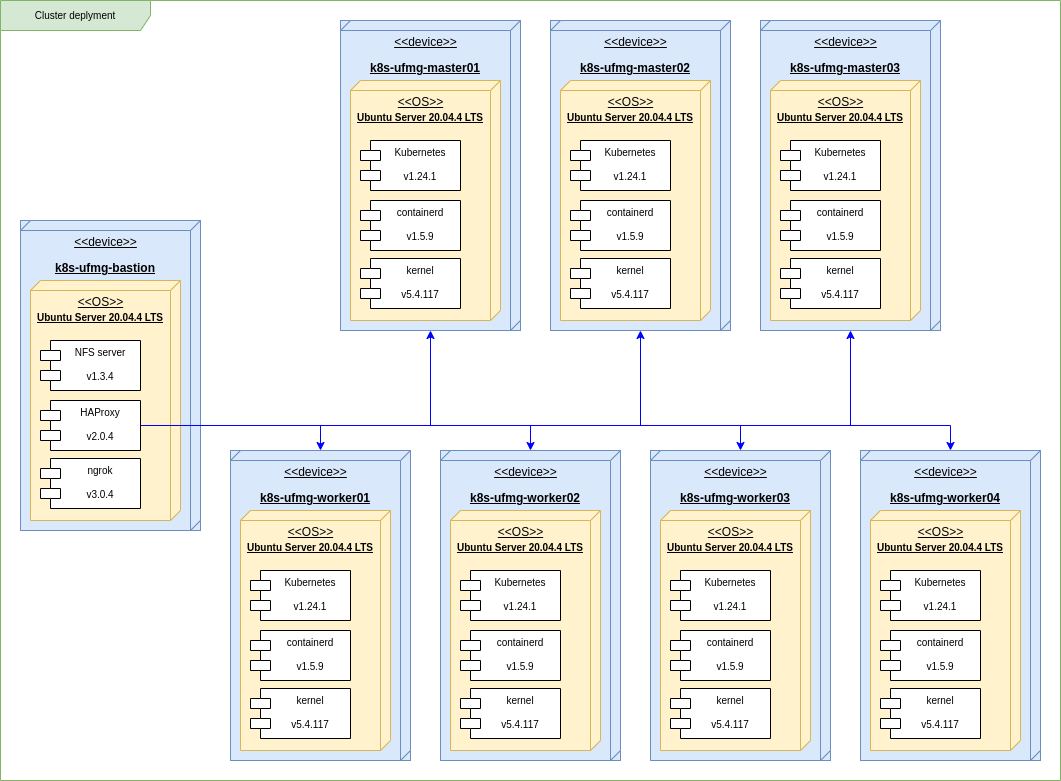 Cluster deplyment
<<device>>
k8s-ufmg-master01
<<OS>>
Ubuntu Server 20.04.4 LTS
Kubernetes
v1.24.1
containerd
v1.5.9
kernel
v5.4.117
<<device>>
k8s-ufmg-master02
<<OS>>
Ubuntu Server 20.04.4 LTS
Kubernetes
v1.24.1
containerd
v1.5.9
kernel
v5.4.117
<<device>>
k8s-ufmg-master03
<<OS>>
Ubuntu Server 20.04.4 LTS
Kubernetes
v1.24.1
containerd
v1.5.9
kernel
v5.4.117
<<device>>
k8s-ufmg-bastion
<<OS>>
Ubuntu Server 20.04.4 LTS
NFS server
v1.3.4
HAProxy
v2.0.4
ngrok
v3.0.4
<<device>>
k8s-ufmg-worker01
<<OS>>
Ubuntu Server 20.04.4 LTS
Kubernetes
v1.24.1
containerd
v1.5.9
kernel
v5.4.117
<<device>>
k8s-ufmg-worker02
<<OS>>
Ubuntu Server 20.04.4 LTS
Kubernetes
v1.24.1
containerd
v1.5.9
kernel
v5.4.117
<<device>>
k8s-ufmg-worker03
<<OS>>
Ubuntu Server 20.04.4 LTS
Kubernetes
v1.24.1
containerd
v1.5.9
kernel
v5.4.117
<<device>>
k8s-ufmg-worker04
<<OS>>
Ubuntu Server 20.04.4 LTS
Kubernetes
v1.24.1
containerd
v1.5.9
kernel
v5.4.117